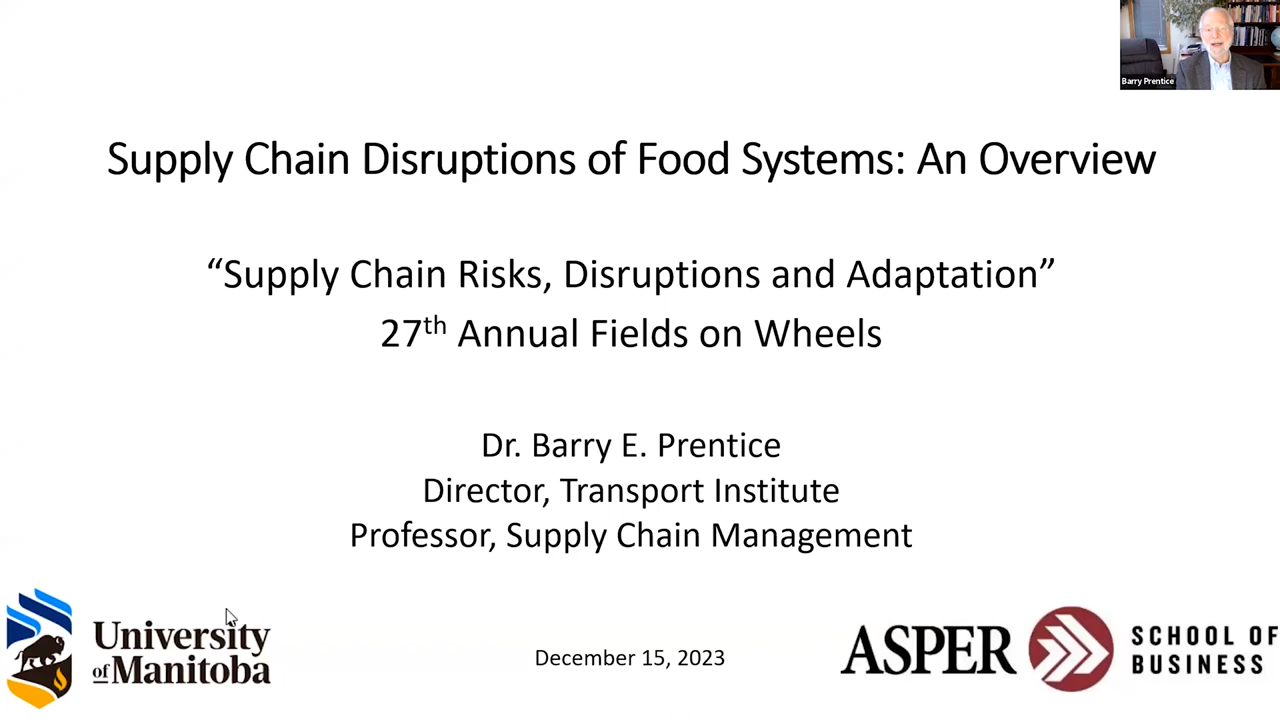 Barry Prentice
Supply Chain Disruptions of Food Systems: An Overview
“Supply Chain Risks, Disruptions and Adaptation”
27th Annual Fields on Wheels
Dr. Barry E. Prentice
Director, Transport Institute
Professor, Supply Chain Management
University
of Manitoba
December 15, 2023
ASPER
SCHOOL OF
BUSINESS